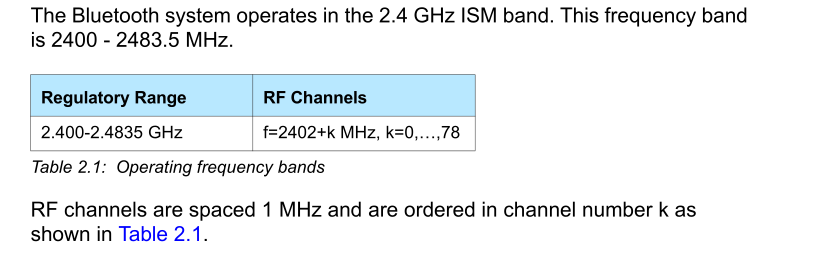 The Bluetooth system operates in the 2.4 GHz ISM band. This frequency band
is 2400 - 2483.5 MHz.
Regulatory Range RF Channels
2.400-2.4835 GHz f=2402+k MHz, k=0,…,78
Table 2.1: Operating frequency bands
RF channels are spaced 1 MHz and are ordered in channel number k as
shown in Table 2.1.